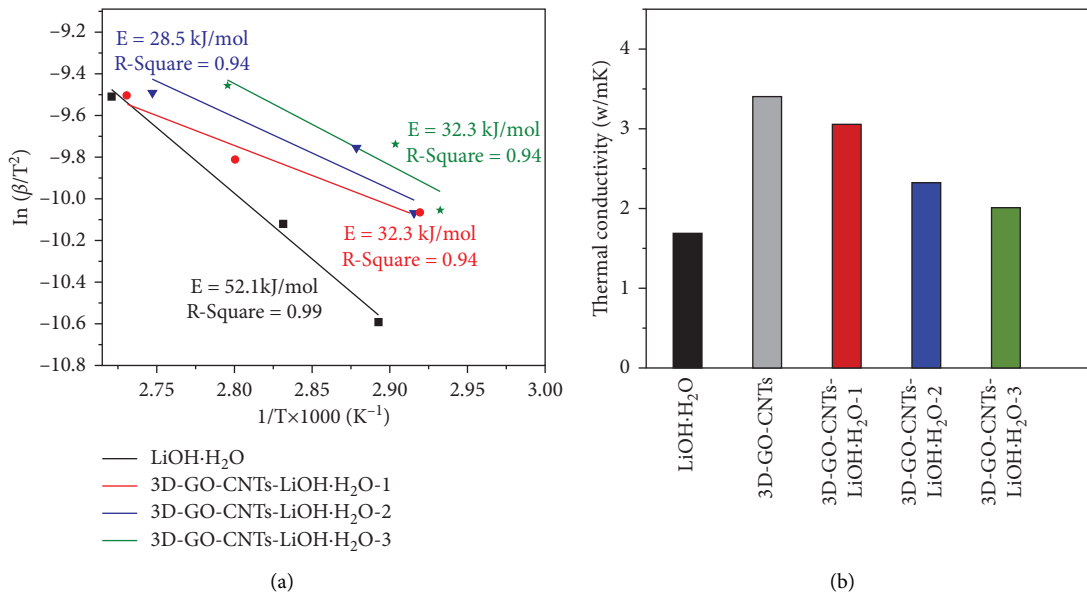 −9.2
−9.4
−9.6
−9.8
−10.0
−10.2
−10.4
−10.6
−10.8
In (β/T²)
E = 28.5 kJ/mol
R-Square = 0.94
E = 32.3 kJ/mol
R-Square = 0.94
E = 32.3 kJ/mol
R-Square = 0.94
E = 52.1kJ/mol
R-Square = 0.99
2.75 2.80 2.85 2.90 2.95 3.00
1/T×1000 (K⁻¹)
LiOH·H₂O
3D-GO-CNTs-LiOH·H₂O-1
3D-GO-CNTs-LiOH·H₂O-2
3D-GO-CNTs-LiOH·H₂O-3
(a)
Thermal conductivity (w/mK)
4
3
2
1
0
LiOH·H₂O
3D-GO-CNTs
3D-GO-CNTs-
LiOH·H₂O-1
3D-GO-CNTs-
LiOH·H₂O-2
3D-GO-CNTs-
LiOH·H₂O-3
(b)